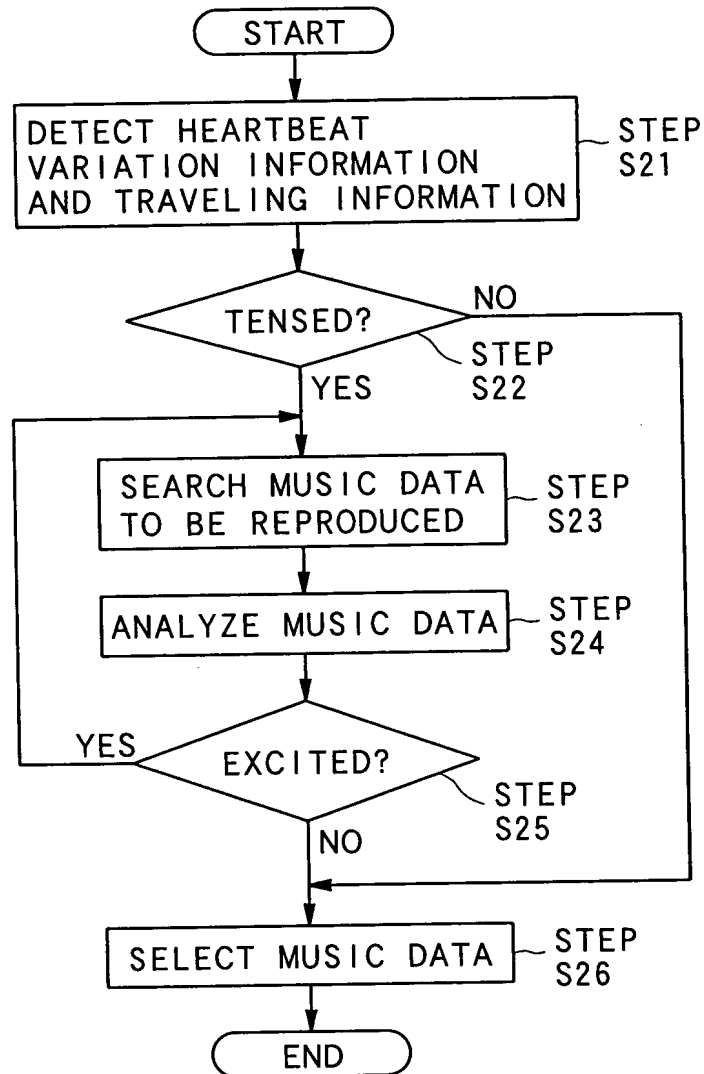 START
DETECT HEARTBEAT
VARIATION INFORMATION
AND TRAVELING INFORMATION
STEP
S21
TENSED?
NO
STEP
S22
YES
SEARCH MUSIC DATA
TO BE REPRODUCED
STEP
S23
ANALYZE MUSIC DATA
STEP
S24
YES
EXCITED?
STEP
S25
NO
SELECT MUSIC DATA
STEP
S26
END